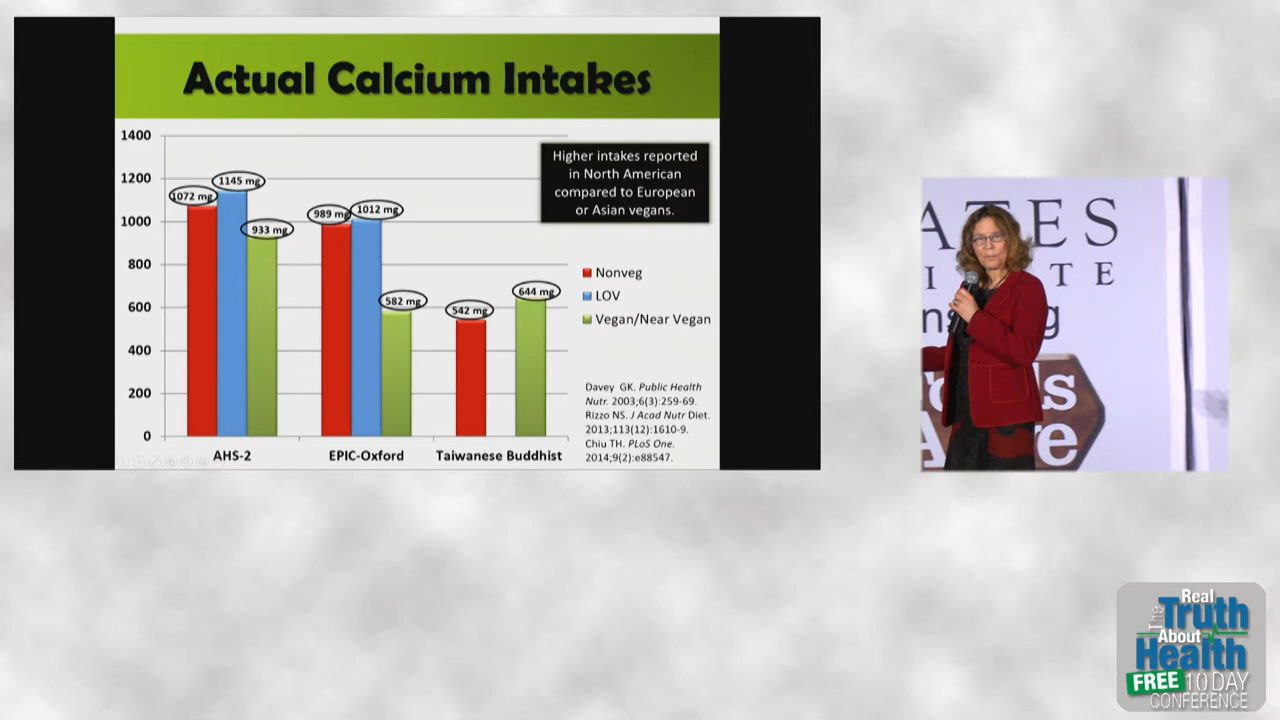 Actual Calcium Intakes
1400
1200
1000
800
600
400
200
0
1072 mg
1145 mg
933 mg
989 mg
1012 mg
582 mg
542 mg
644 mg
AHS-2
EPIC-Oxford
Taiwanese Buddhist
Higher intakes reported
in North American
compared to European
or Asian vegans.
Nonveg
LOV
Vegan/Near Vegan
Davey GK. Public Health
Nutr. 2003;6(3):259-69.
Rizzo NS. J Acad Nutr Diet.
2013;113(12):1610-9.
Chiu TH. PLoS One.
2014;9(2):e88547.
ATES
The Real
Truth
About
Health
FREE 10 DAY
CONFERENCE